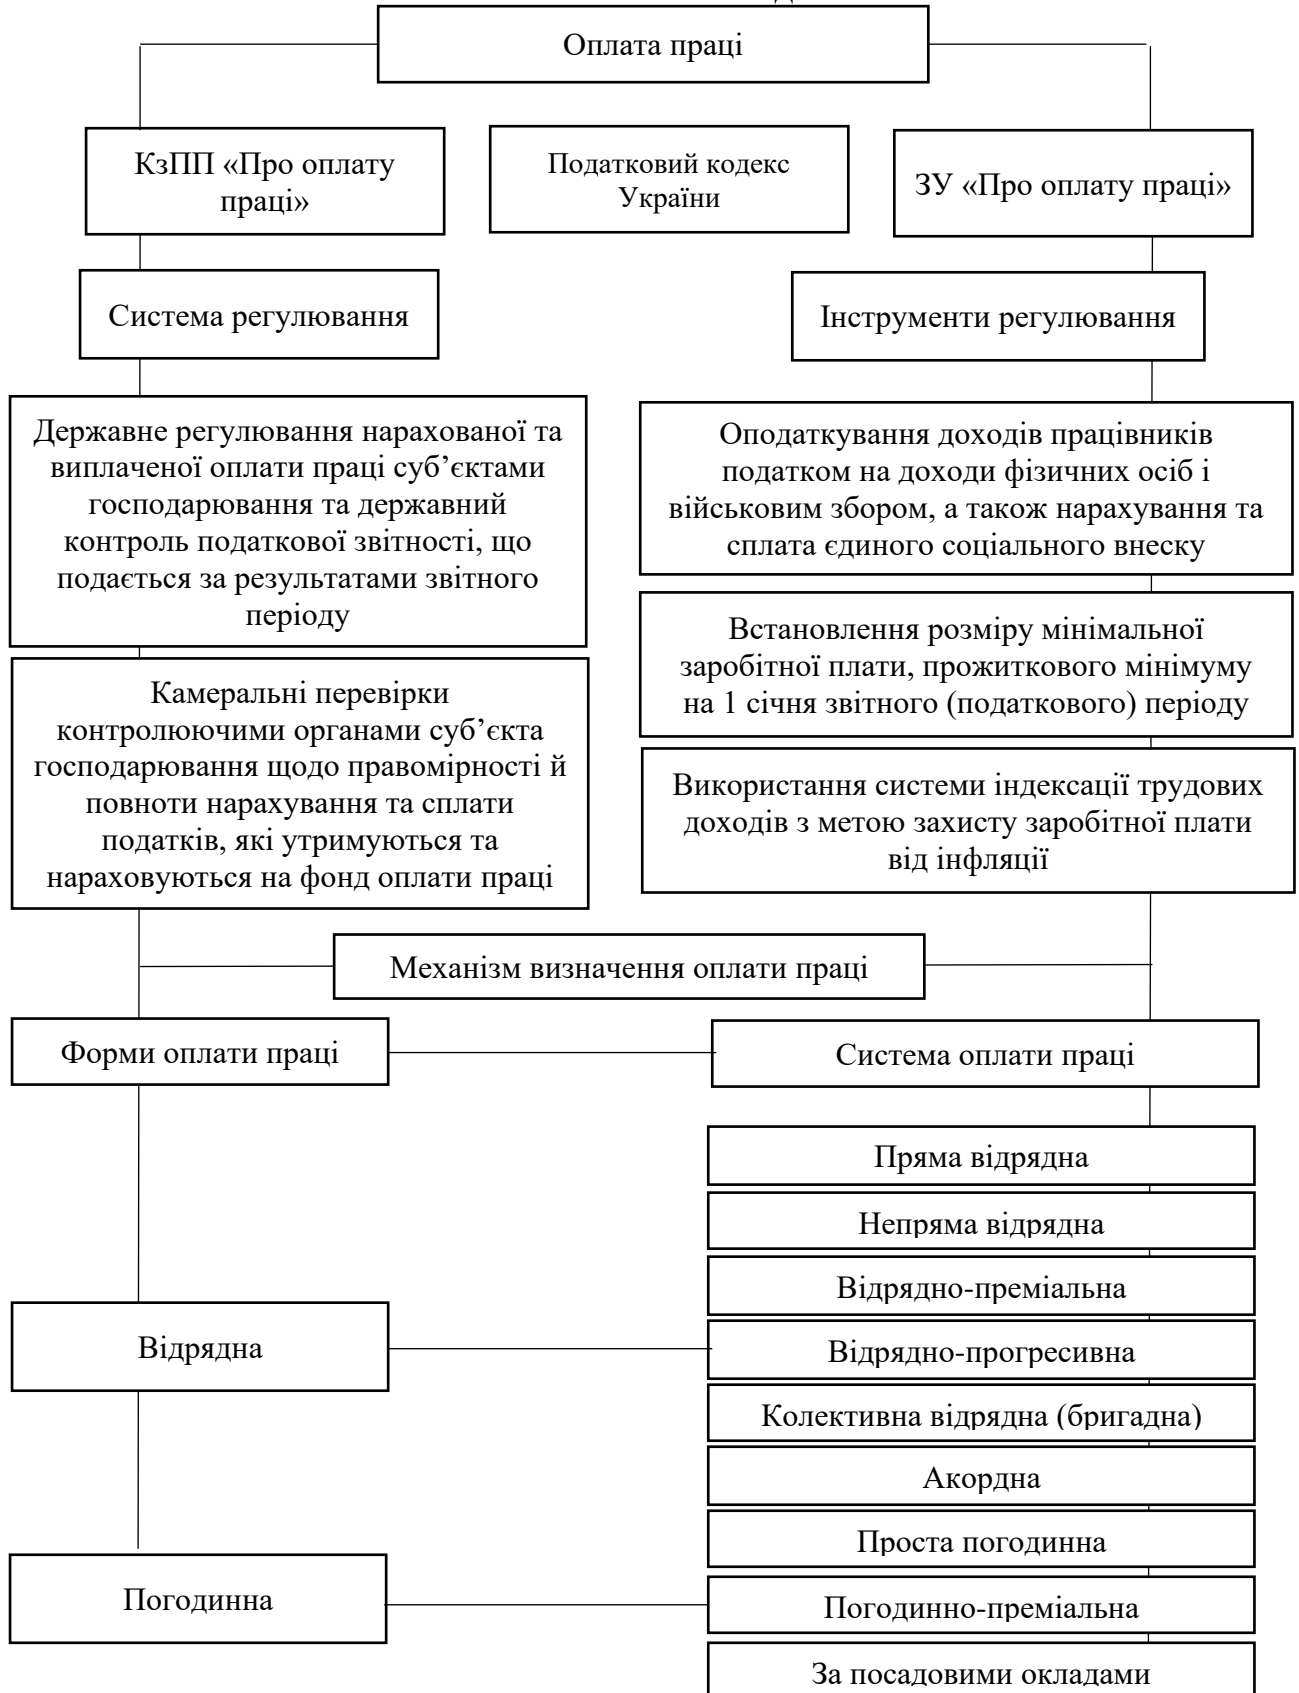 Оплата праці
КзПП «Про оплату
праці»
Податковий кодекс
України
ЗУ «Про оплату праці»
Система регулювання
Інструменти регулювання
Державне регулювання нарахованої та
виплаченої оплати праці суб’єктами
господарювання та державний
контроль податкової звітності, що
подається за результатами звітного
періоду
Оподаткування доходів працівників
податком на доходи фізичних осіб і
військовим збором, а також нарахування та
сплата єдиного соціального внеску
Встановлення розміру мінімальної
заробітної плати, прожиткового мінімуму
на 1 січня звітного (податкового) періоду
Камеральні перевірки
контролюючими органами суб’єкта
господарювання щодо правомірності й
повноти нарахування та сплати
податків, які утримуються та
нараховуються на фонд оплати праці
Використання системи індексації трудових
доходів з метою захисту заробітної плати
від інфляції
Механізм визначення оплати праці
Форми оплати праці
Система оплати праці
Пряма відрядна
Непряма відрядна
Відрядно-преміальна
Відрядна
Відрядно-прогресивна
Колективна відрядна (бригадна)
Акордна
Проста погодинна
Погодинна
Погодинно-преміальна
За посадовими окладами